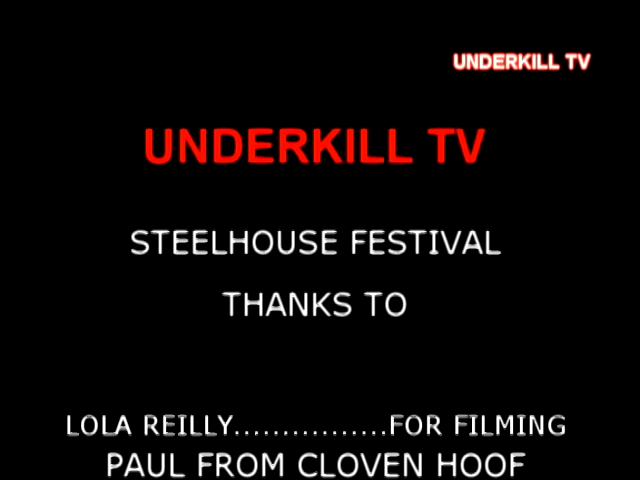 UNDERKILL TV
UNDERKILL TV
STEELHOUSE FESTIVAL
THANKS TO
LOLA REILLY................FOR FILMING
PAUL FROM CLOVEN HOOF